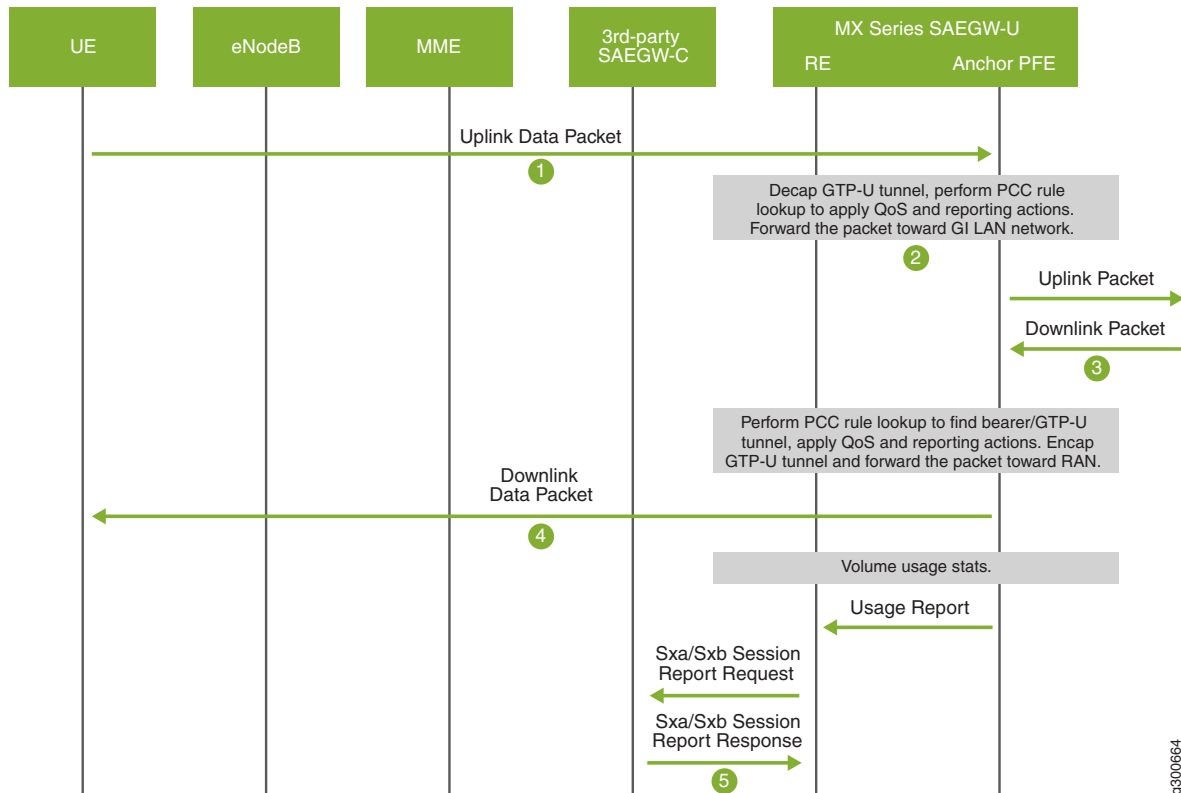 UE
eNodeB
MME
3rd-party
SAEGW-C
MX Series SAEGW-U
RE
Anchor PFE
Uplink Data Packet
1
Decap GTP-U tunnel, perform PCC rule
lookup to apply QoS and reporting actions.
Forward the packet toward GI LAN network.
2
Uplink Packet
Downlink Packet
3
Perform PCC rule lookup to find bearer/GTP-U
tunnel, apply QoS and reporting actions. Encap
GTP-U tunnel and forward the packet toward RAN.
Downlink
Data Packet
4
Volume usage stats.
Usage Report
Sxa/Sxb Session
Report Request
Sxa/Sxb Session
Report Response
5
g300664